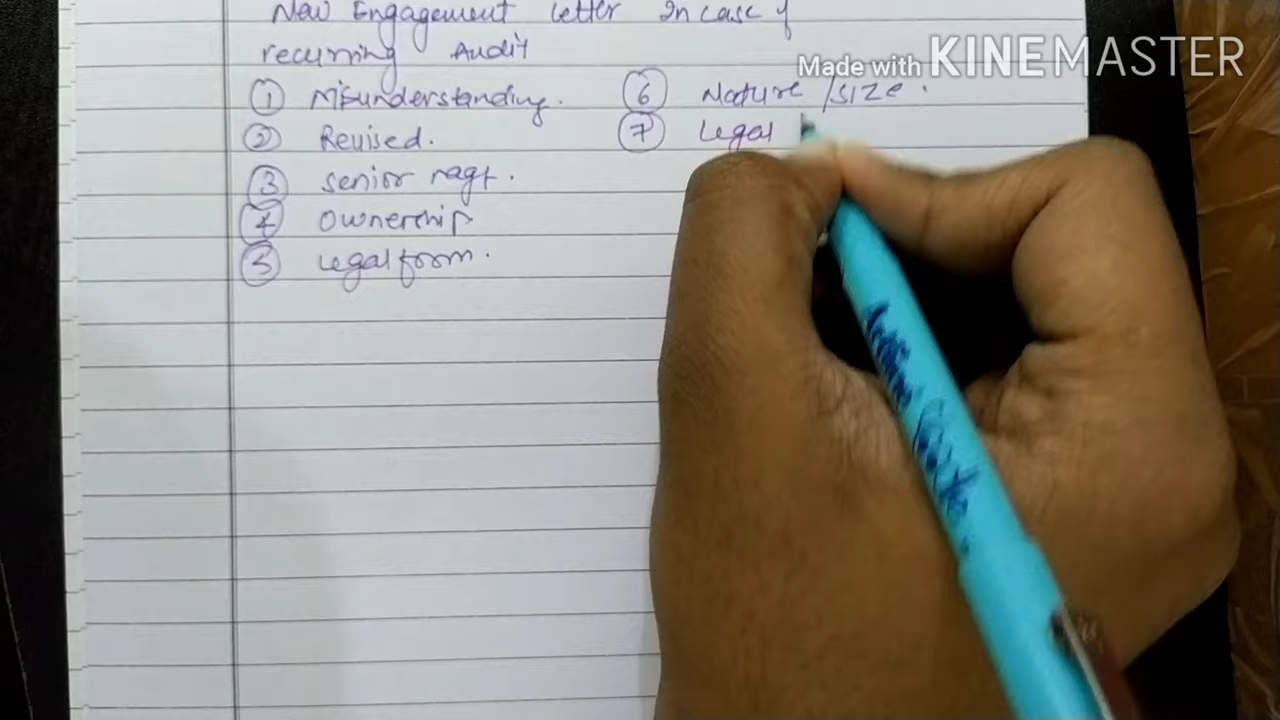 New Engagement letter In case of
recurring Audit
① Misunderstanding.
② Revised.
③ senior magt.
④ ownership
⑤ legal form.
⑥ Nature /size.
⑦ Legal
Made with KINEMASTER